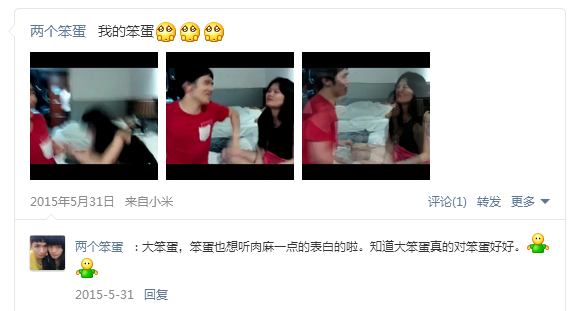 两个笨蛋 我的笨蛋
2015年5月31日 来自小米 评论(1) 转发 更多
两个笨蛋 ：大笨蛋，笨蛋也想听肉麻一点的表白的啦。知道大笨蛋真的对笨蛋好好。
2015-5-31 回复